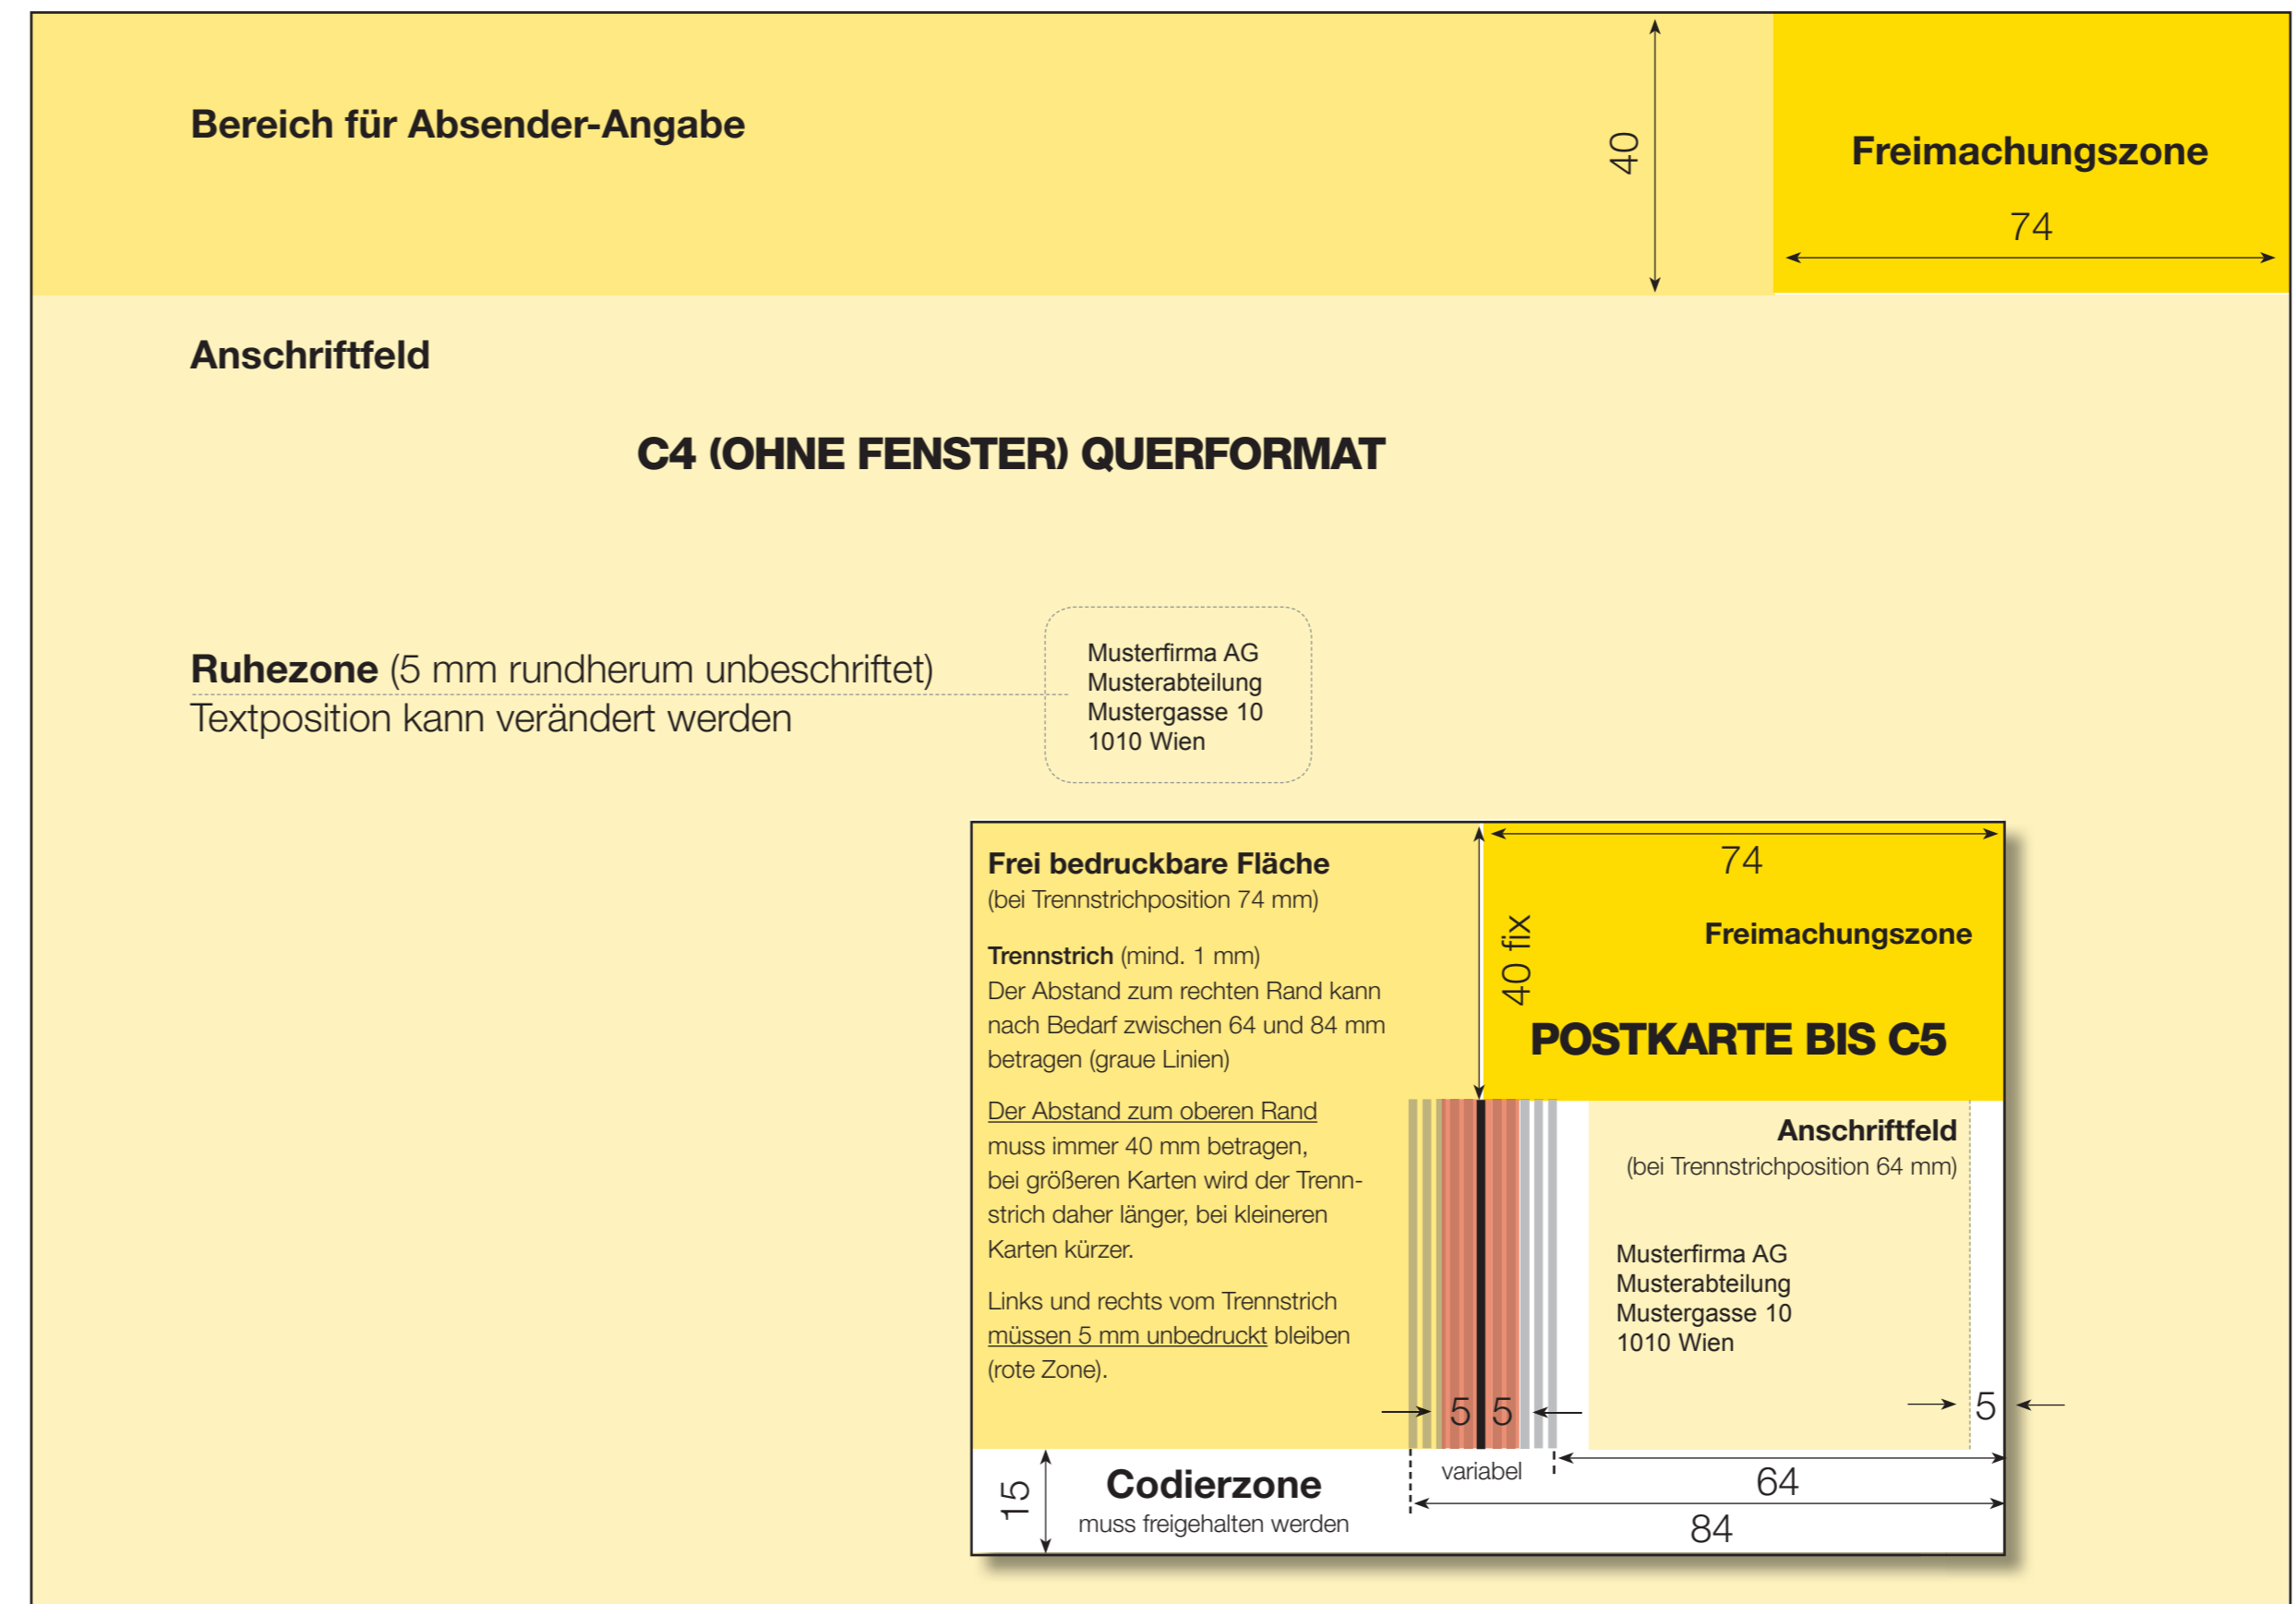 Bereich für Absender-Angabe
40
Freimachungszone
74
Anschriftfeld
C4 (OHNE FENSTER) QUERFORMAT
Ruhezone (5 mm rundherum unbeschriftet)
Textposition kann verändert werden
Musterfirma AG
Musterabteilung
Mustergasse 10
1010 Wien
Frei bedruckbare Fläche
(bei Trennstrichposition 74 mm)
Trennstrich (mind. 1 mm)
Der Abstand zum rechten Rand kann
nach Bedarf zwischen 64 und 84 mm
betragen (graue Linien)
Der Abstand zum oberen Rand
muss immer 40 mm betragen,
bei größeren Karten wird der Trenn-
strich daher länger, bei kleineren
Karten kürzer.
Links und rechts vom Trennstrich
müssen 5 mm unbedruckt bleiben
(rote Zone).
74
40 fix
Freimachungszone
POSTKARTE BIS C5
Anschriftfeld
(bei Trennstrichposition 64 mm)
Musterfirma AG
Musterabteilung
Mustergasse 10
1010 Wien
5 5
5
15
Codierzone
muss freigehalten werden
variabel
64
84